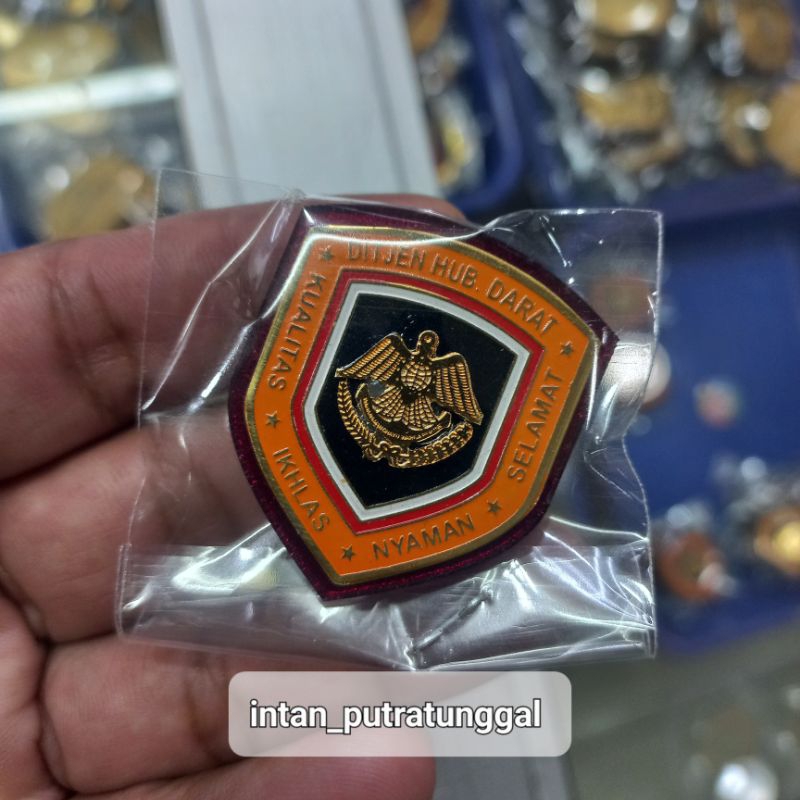 ★ DITJEN HUB. DARAT ★
SELAMAT ★
NYAMAN ★
IKHLAS ★
KUALITAS
intan_putratunggal